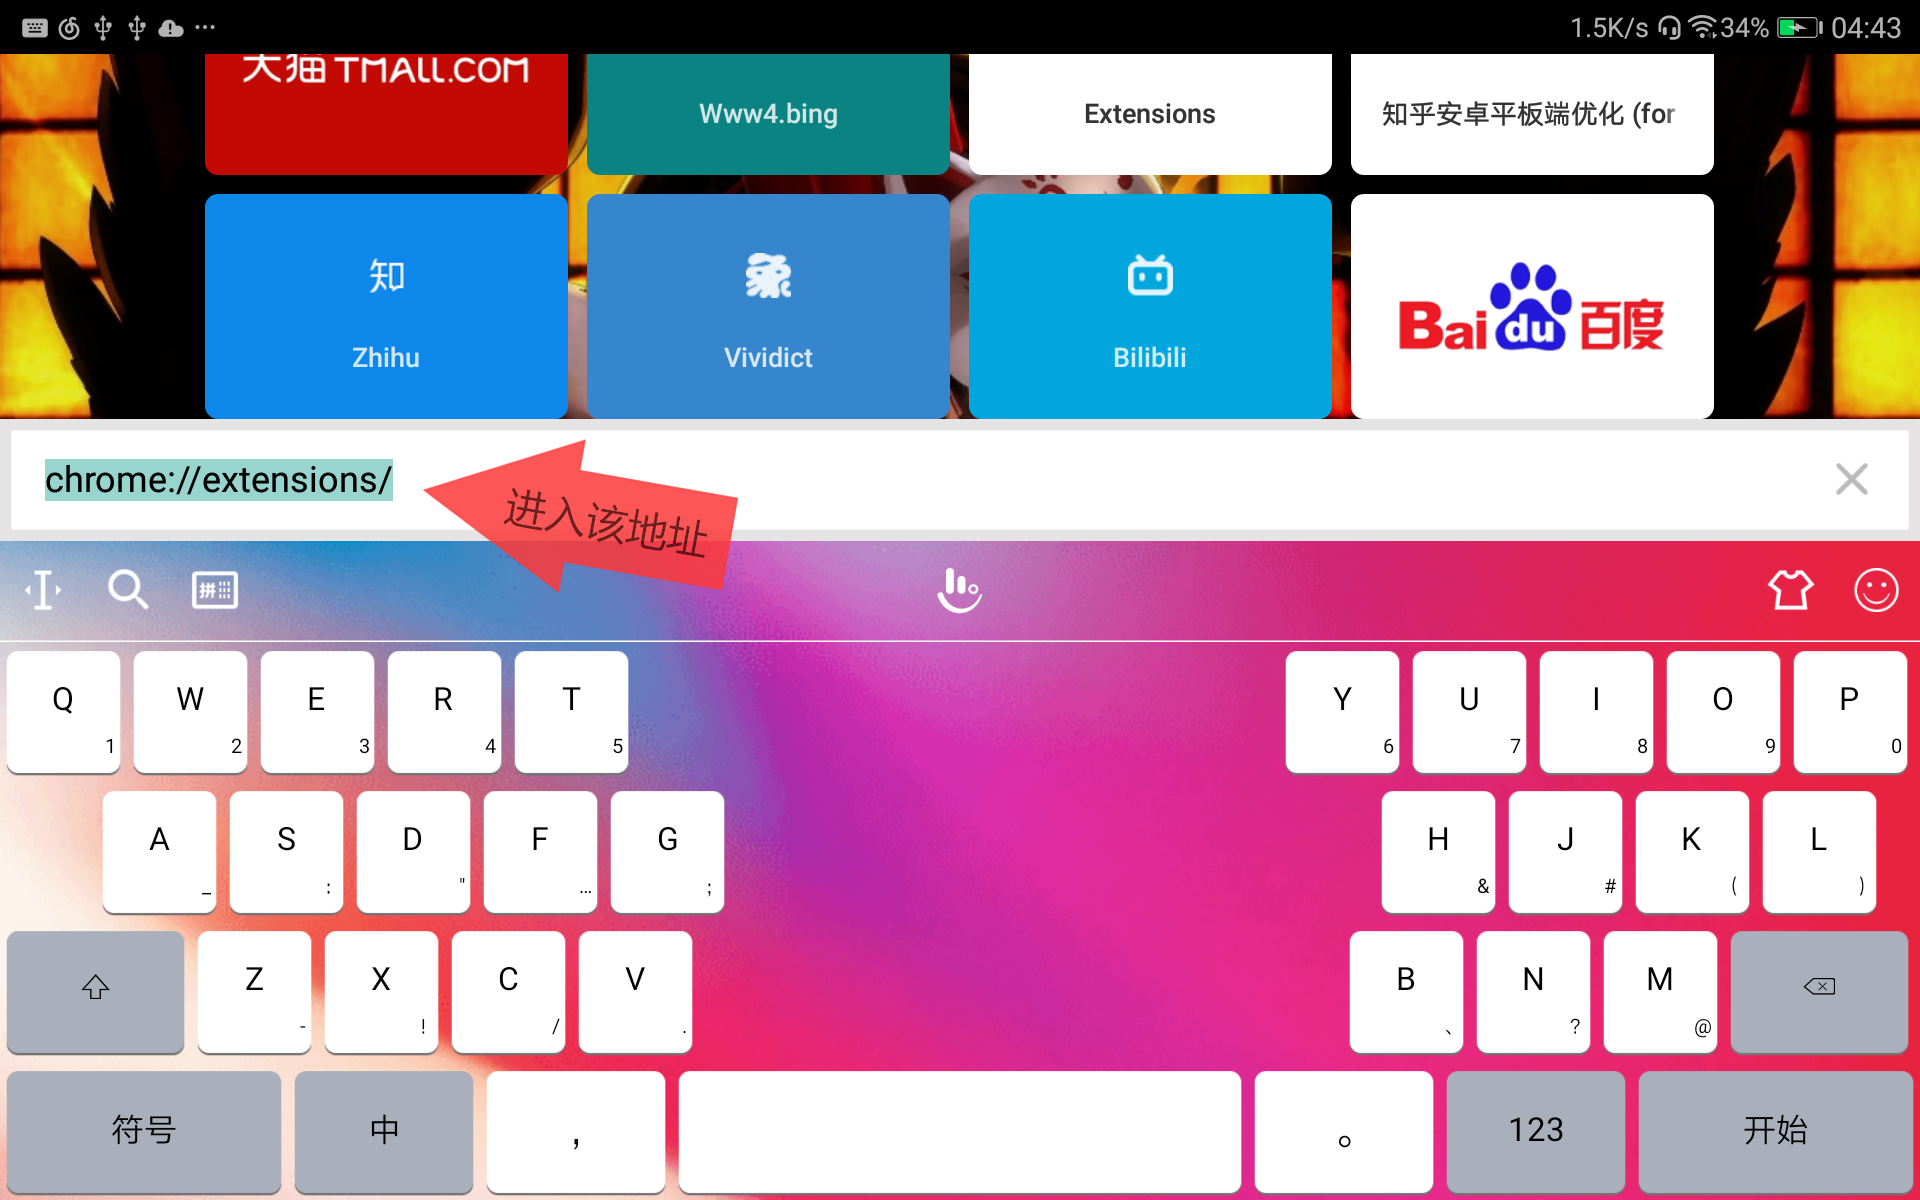 1.5K/s 34% 04:43
天猫 TMALL.COM
Www4.bing
Extensions
知乎安卓平板端优化 (for
知
Zhihu
象
Vividict
Bilibili
Bai du 百度
chrome://extensions/
进入该地址
拼
Q 1 W 2 E 3 R 4 T 5 Y 6 U 7 I 8 O 9 P 0
A _ S : D " F ... G ; H & J # K ( L )
Z - X ! C / V . B 、 N ? M @
符号 中 , 。 123 开始